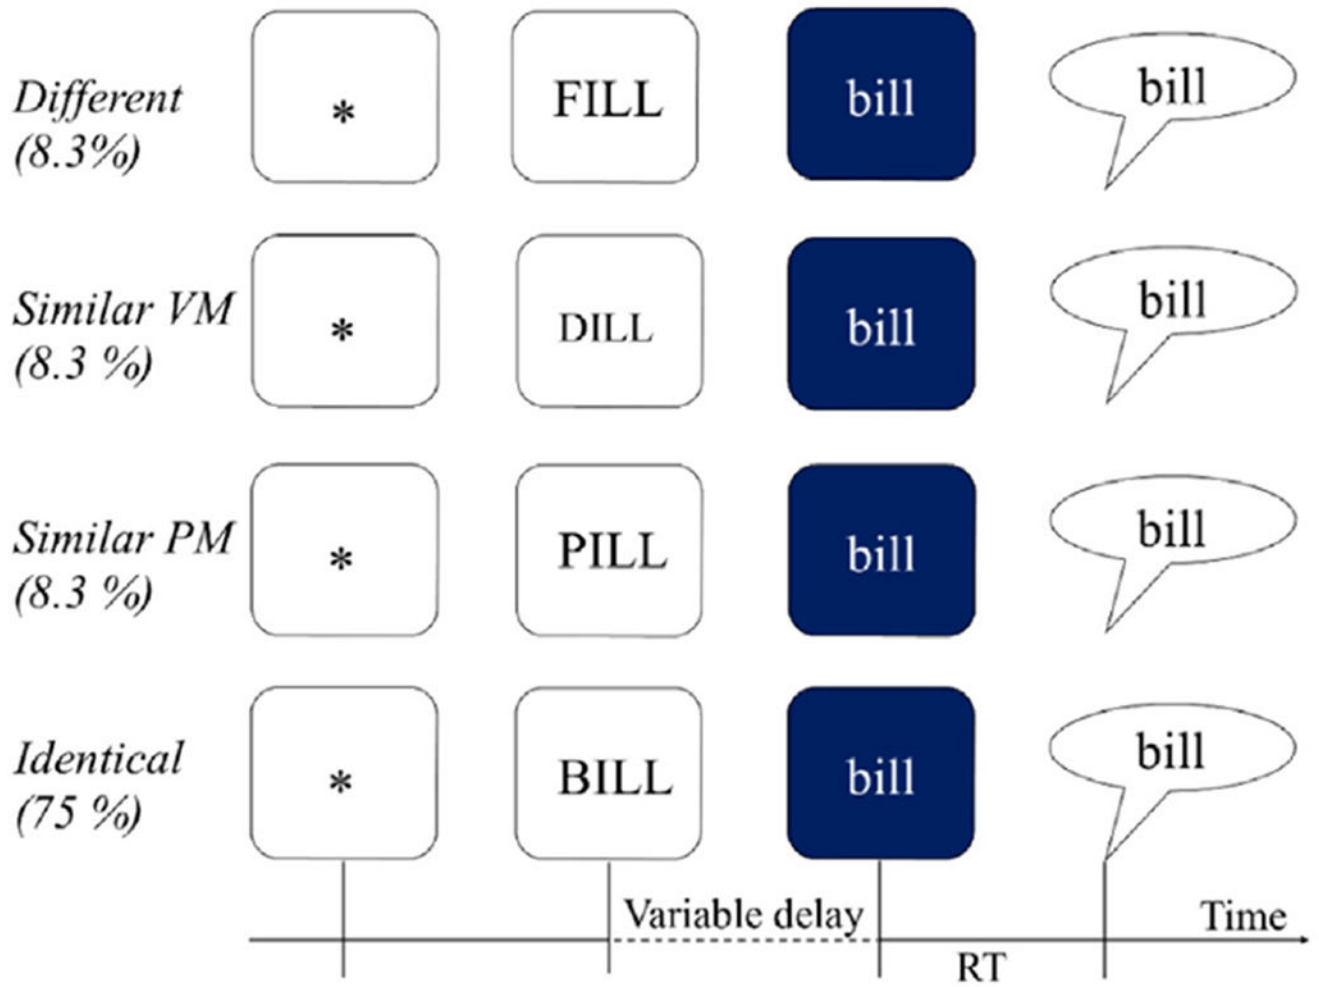 Different
(8.3%)
*
FILL
bill
bill
Similar VM
(8.3 %)
*
DILL
bill
bill
Similar PM
(8.3 %)
*
PILL
bill
bill
Identical
(75 %)
*
BILL
bill
bill
Variable delay
Time
RT